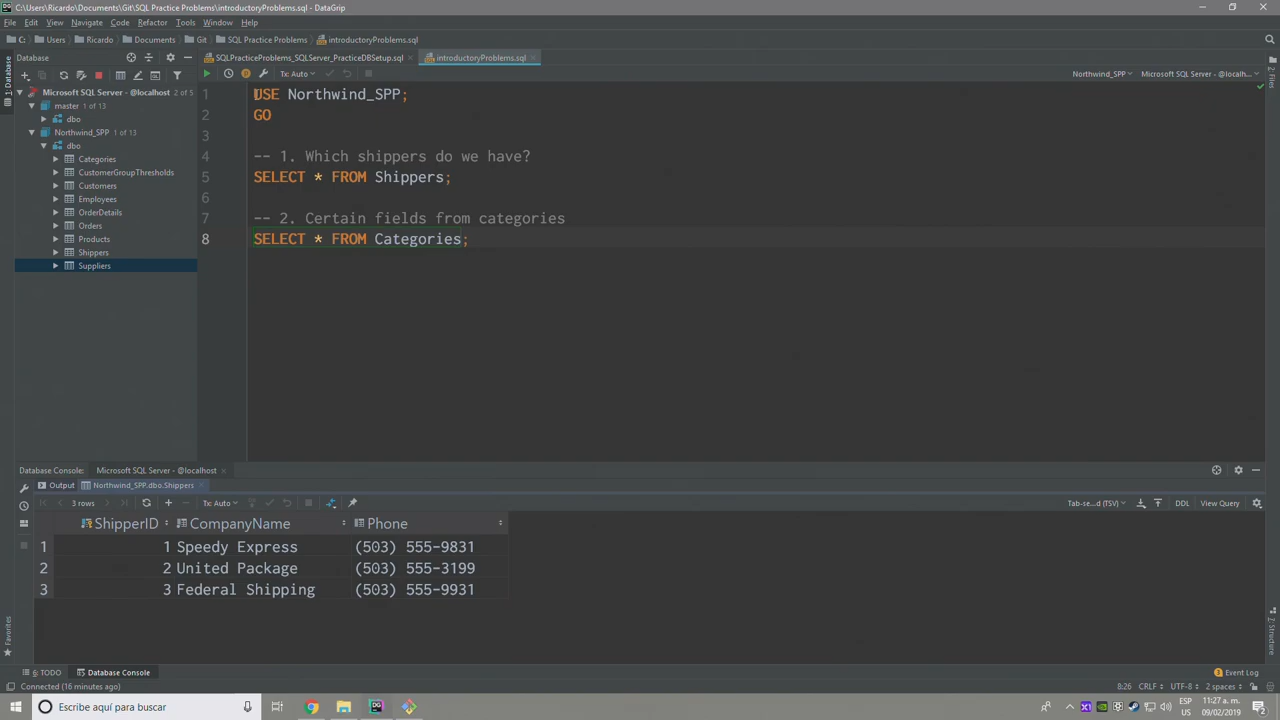 C:\Users\Ricardo\Documents\Git\SQL Practice Problems\introductoryProblems.sql - DataGrip
File Edit View Navigate Code Refactor Tools Window Help
C: Users Ricardo Documents Git SQL Practice Problems introductoryProblems.sql
Database SQLPracticeProblems_SQLServer_PracticeDBSetup.sql introductoryProblems.sql
Tx: Auto Northwind_SPP Microsoft SQL Server - @localh...
1: Database
2: Files
Microsoft SQL Server - @localhost 2 of 5
master 1 of 13
dbo
Northwind_SPP 1 of 13
dbo
Categories
CustomerGroupThresholds
Customers
Employees
OrderDetails
Orders
Products
Shippers
Suppliers
1 USE Northwind_SPP;
2 GO
3
4 -- 1. Which shippers do we have?
5 SELECT * FROM Shippers;
6
7 -- 2. Certain fields from categories
8 SELECT * FROM Categories;
Database Console: Microsoft SQL Server - @localhost
Output Northwind_SPP.dbo.Shippers
3 rows Tx: Auto Tab-se...d (TSV) DDL View Query
ShipperID CompanyName Phone
1 1 Speedy Express (503) 555-9831
2 2 United Package (503) 555-3199
3 3 Federal Shipping (503) 555-9931
Favorites
Z: Structure
6: TODO Database Console Event Log
Connected (16 minutes ago) 8:26 CRLF UTF-8 2 spaces
Escribe aquí para buscar
ESP 11:27 a. m.
US 09/02/2019